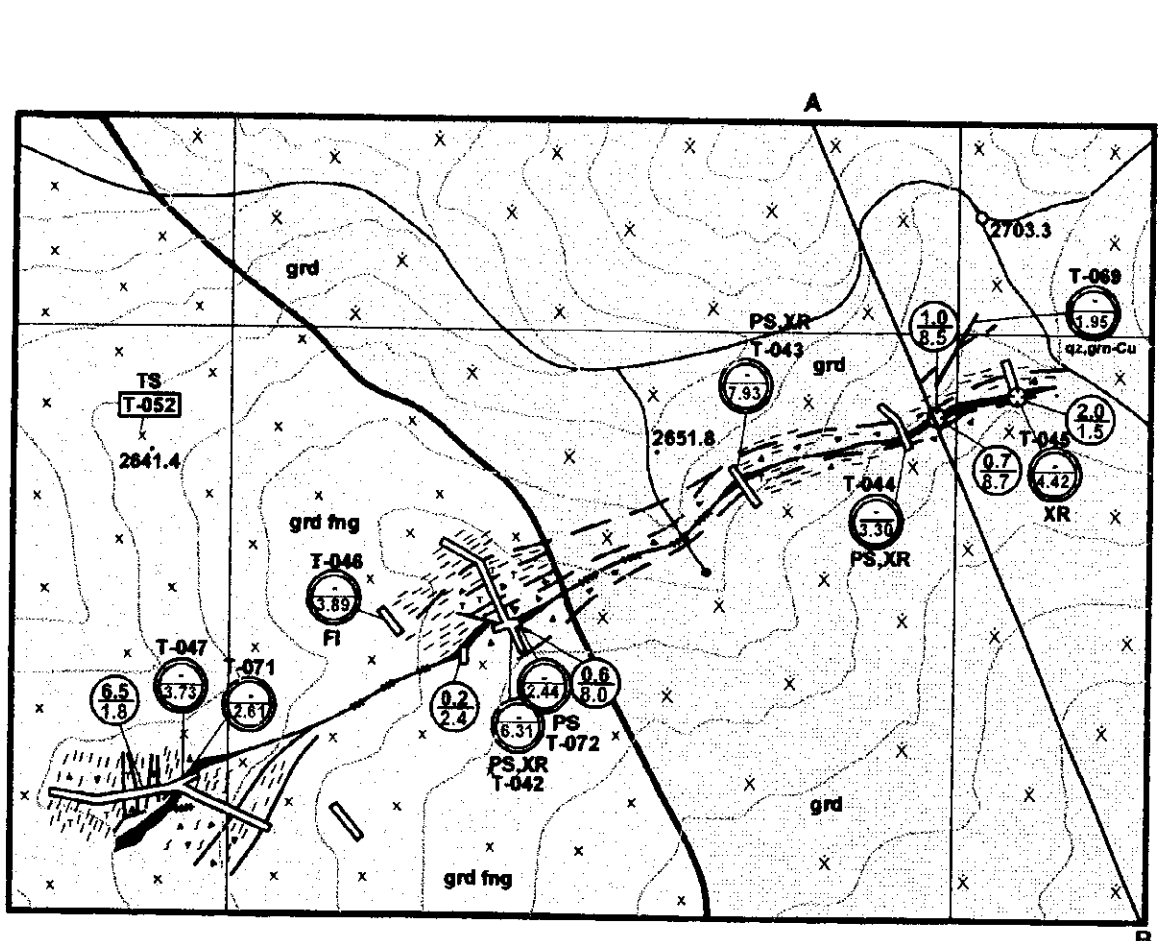 A
grd
2703.3
T-069
-
1.95
qz,grn-Cu
1.0
8.5
PS,XR
T-043
-
7.93
grd
TS
T-052
2641.4
2651.8
2.0
1.5
T-045
-
4.42
XR
0.7
8.7
T-044
-
3.30
PS,XR
grd fng
T-046
-
3.89
FI
T-047
-
3.73
T-071
-
2.61
6.5
1.8
0.2
2.4
0.6
8.0
-
2.44
PS
T-072
-
6.31
PS,XR
T-042
grd
grd fng
B